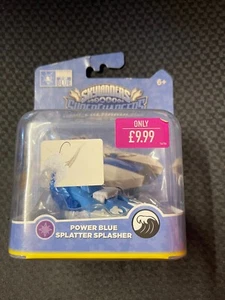 SKYLANDERS
SUPERCHARGERS
6+
ONLY
£9.99
POWER BLUE
SPLATTER SPLASHER